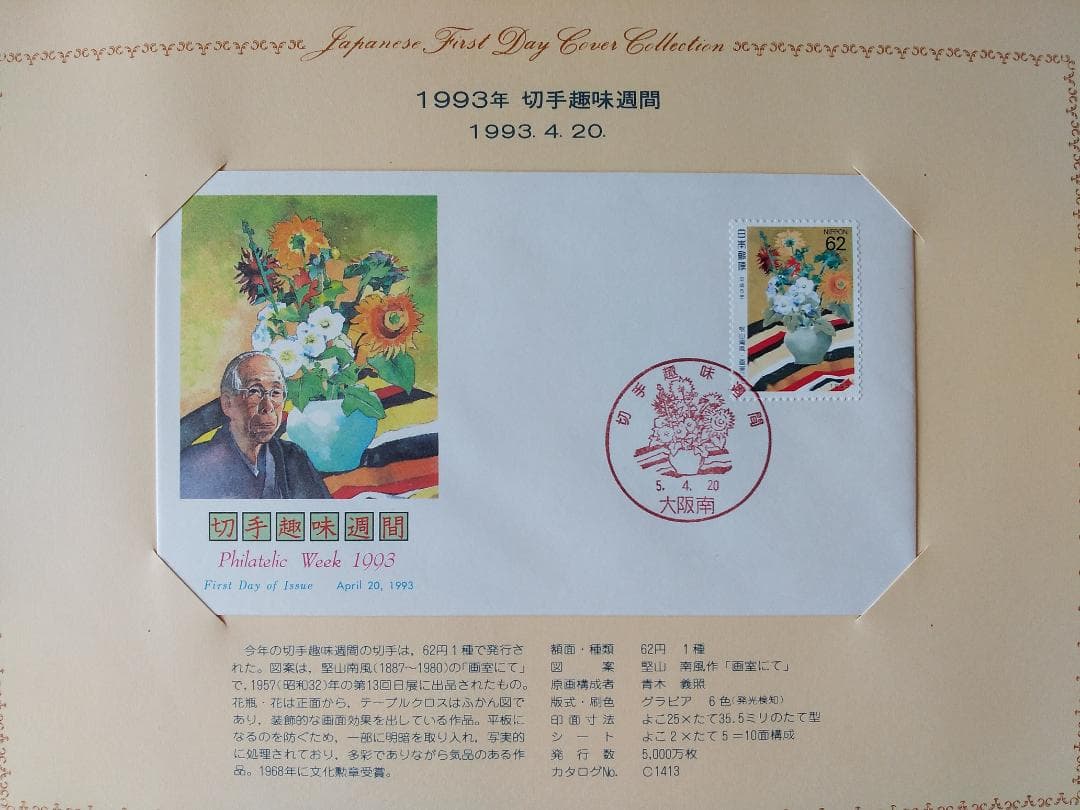 Japanese First Day Cover Collection
1993年 切手趣味週間
1993. 4. 20.
NIPPON
62
日本郵便
切手趣味週間
5. 4. 20
大阪南
切手趣味週間
Philatelic Week 1993
First Day of Issue April 20, 1993
今年の切手趣味週間の切手は，62円1種で発行さ
れた。図案は，堅山南風(1887～1980)の「画室にて」
で，1957(昭和32)年の第13回日展に出品されたもの。
花瓶・花は正面から，テーブルクロスはふかん図で
あり，装飾的な画面効果を出している作品。平板に
なるのを防ぐため，一部に明暗を取り入れ，写実的
に処理されており，多彩でありながら気品のある作
品。1968年に文化勲章受賞。
額面・種類 62円 1種
図案 堅山 南風作「画室にて」
原画構成者 青木 義照
版式・刷色 グラビア 6色(発光検知)
印面寸法 よこ25×たて35.5ミリのたて型
シート よこ2×たて5＝10面構成
発行数 5,000万枚
カタログNo. C1413